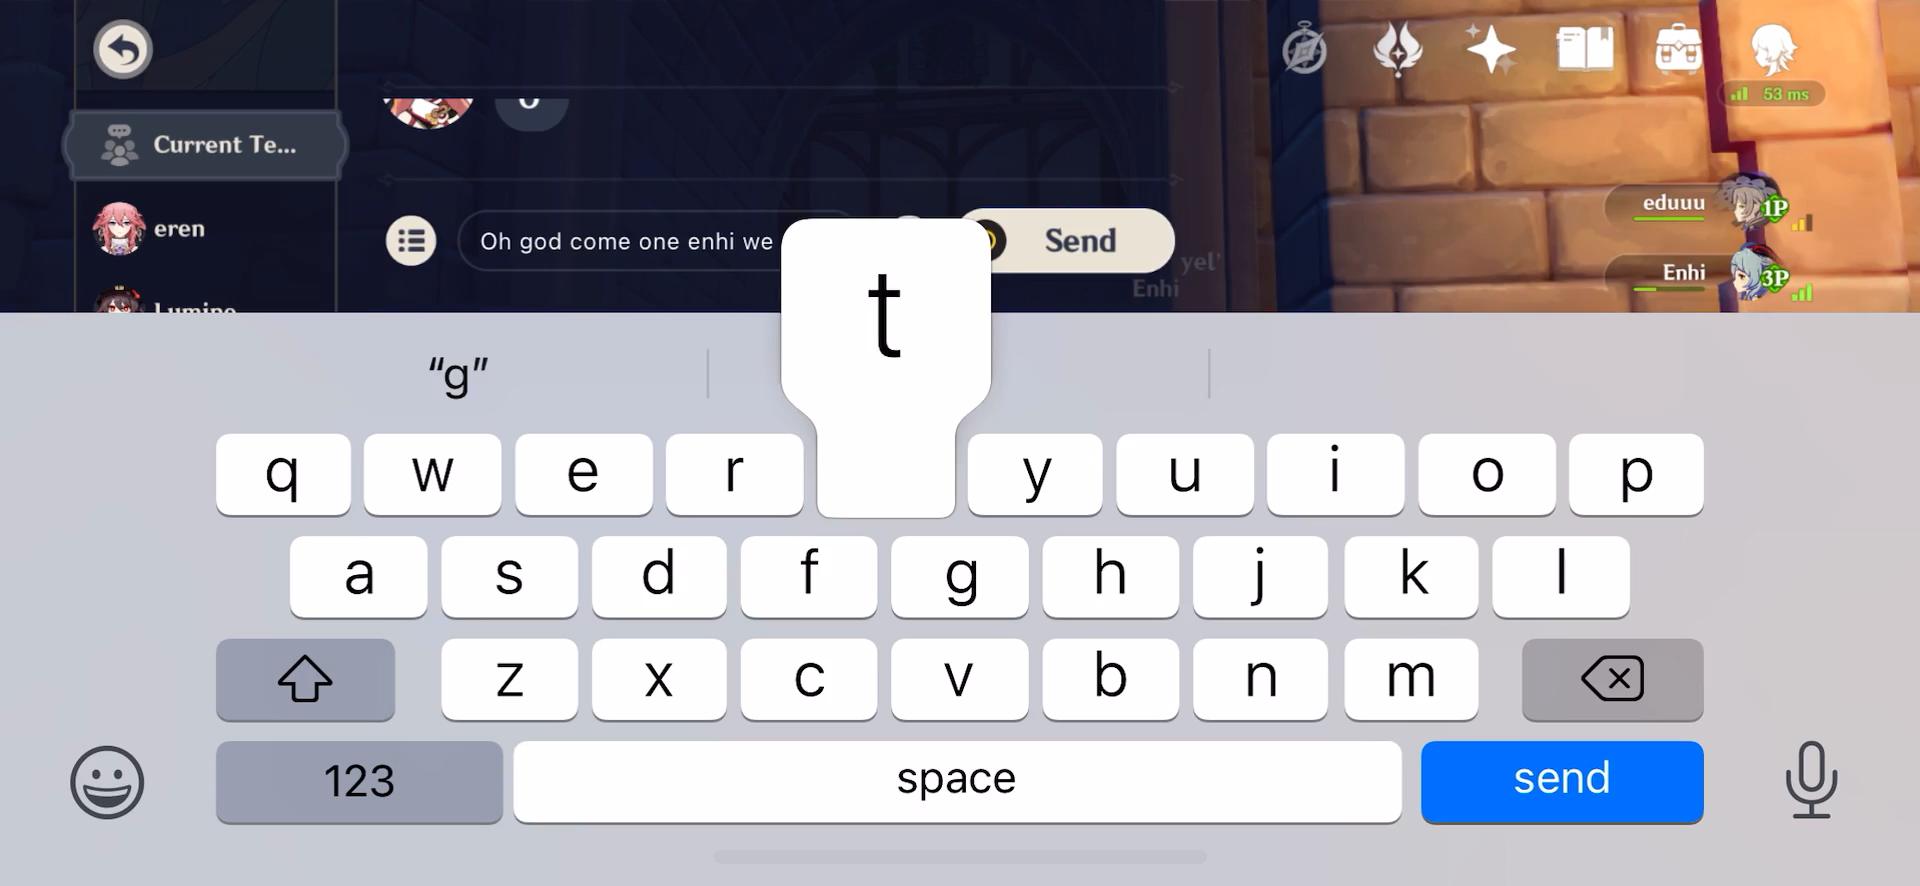 53 ms
Current Te...
eduuu
1P
eren
Oh god come one enhi we
Send
yel'
Enhi
3P
Enhi
Lumine
t
“g”
q w e r y u i o p
a s d f g h j k l
z x c v b n m
123 space send